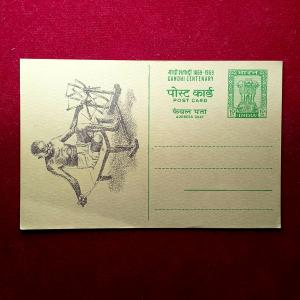 गांधी शताब्दी 1869-1969
GANDHI CENTENARY
पोस्ट कार्ड
POST CARD
केवल पता
ADDRESS ONLY
भारत
INDIA